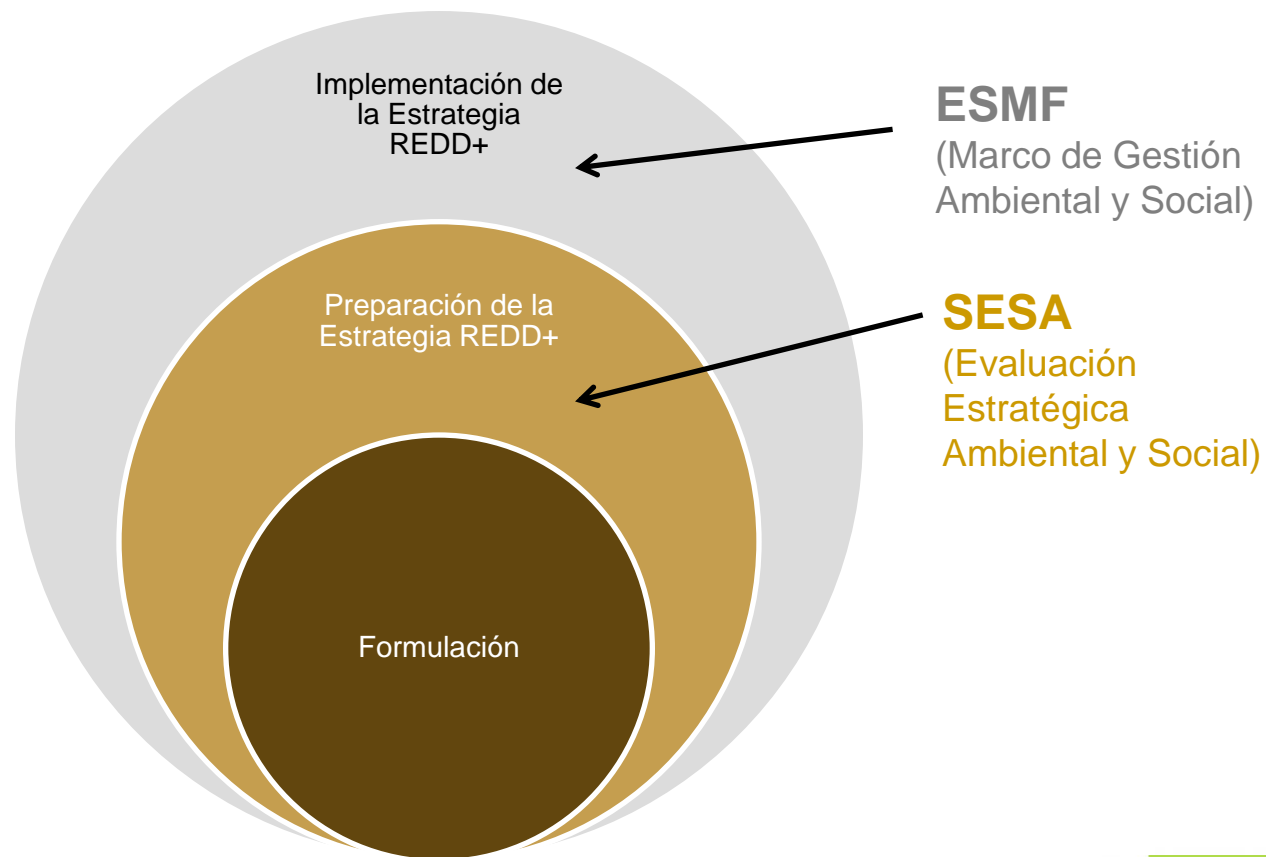 Implementación de
la Estrategia
REDD+
ESMF
(Marco de Gestión
Ambiental y Social)
Preparación de la
Estrategia REDD+
SESA
(Evaluación
Estratégica
Ambiental y Social)
Formulación